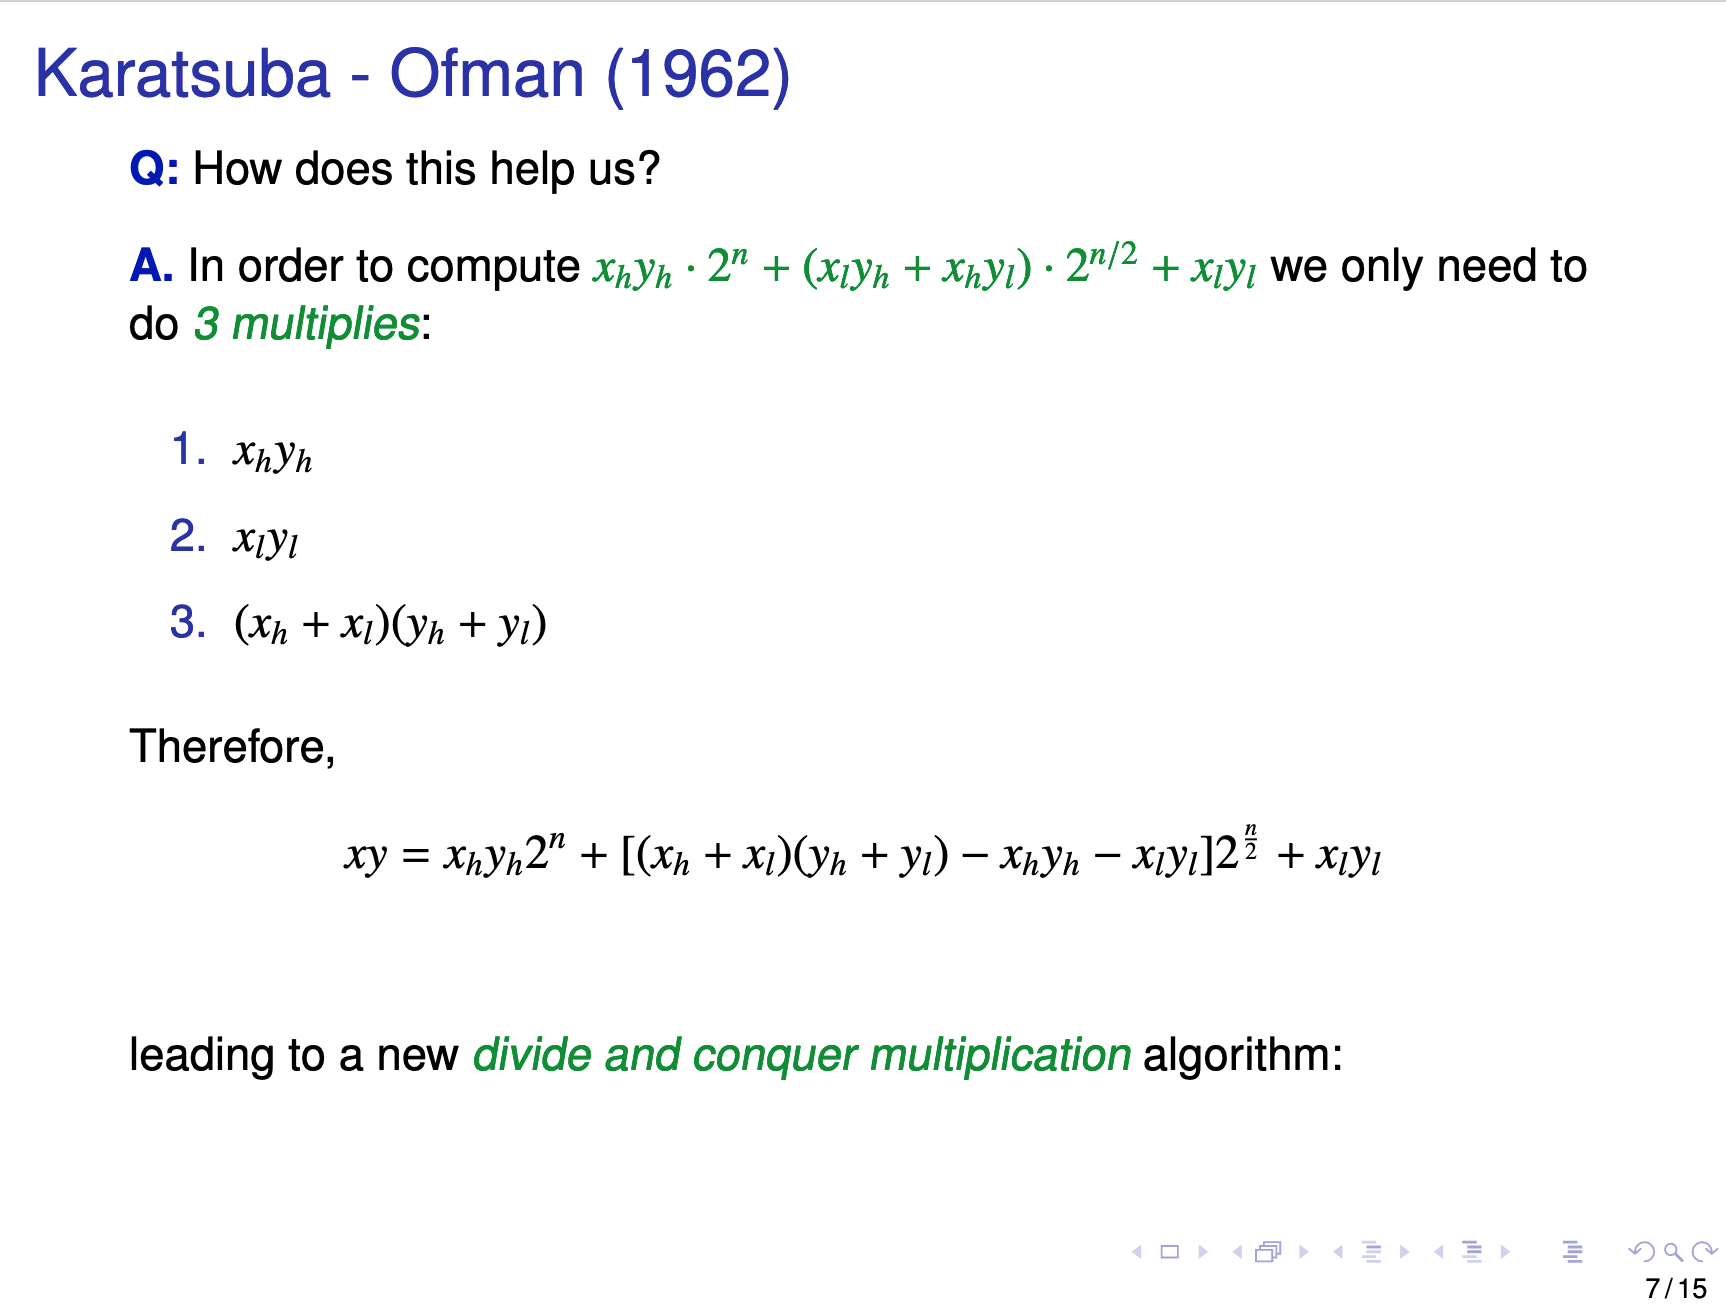 Karatsuba - Ofman (1962)
Q: How does this help us?
A. In order to compute $x_h y_h \cdot 2^n + (x_l y_h + x_h y_l) \cdot 2^{n/2} + x_l y_l$ we only need to
do 3 multiplies:
1. $x_h y_h$
2. $x_l y_l$
3. $(x_h + x_l)(y_h + y_l)$
Therefore,
$xy = x_h y_h 2^n + [(x_h + x_l)(y_h + y_l) - x_h y_h - x_l y_l] 2^{\frac{n}{2}} + x_l y_l$
leading to a new divide and conquer multiplication algorithm:
7 / 15